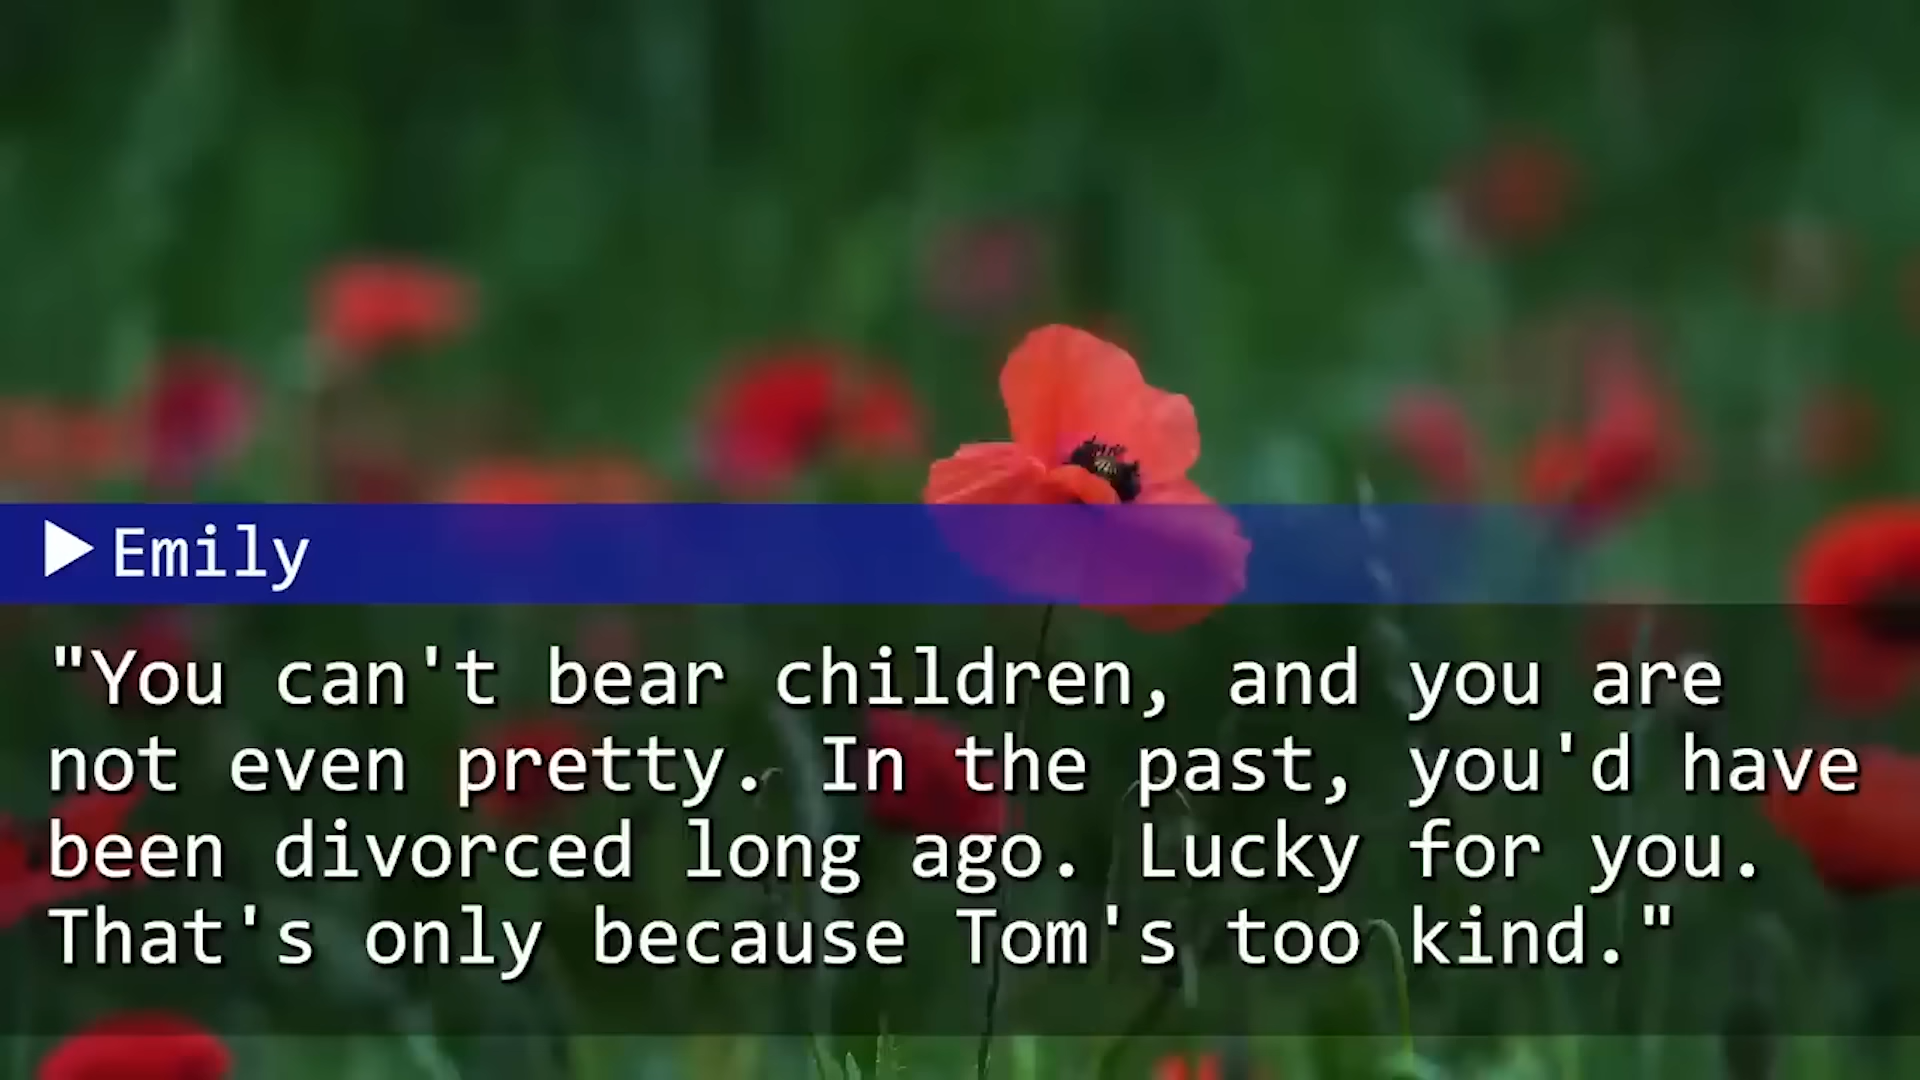 Emily
"You can't bear children, and you are
not even pretty. In the past, you'd have
been divorced long ago. Lucky for you.
That's only because Tom's too kind."